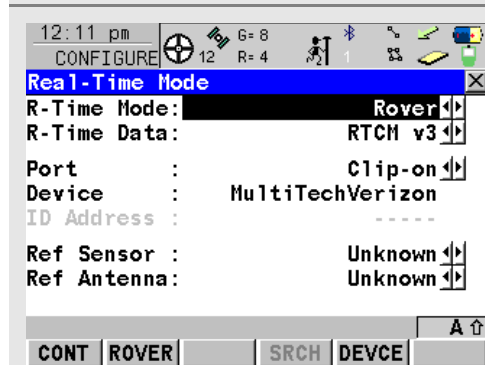 12:11 pm
CONFIGURE
12
G= 8
R= 4
1
Real-Time Mode
R-Time Mode: Rover
R-Time Data: RTCM v3
Port : Clip-on
Device : MultiTechVerizon
ID Address : -----
Ref Sensor : Unknown
Ref Antenna: Unknown
A
CONT ROVER SRCH DEVCE